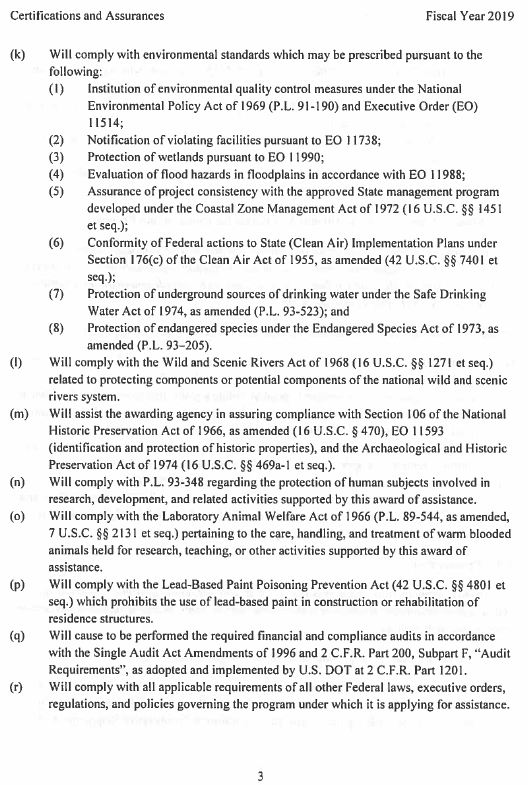 Certifications and Assurances Fiscal Year 2019
(k) Will comply with environmental standards which may be prescribed pursuant to the
following:
(1) Institution of environmental quality control measures under the National
Environmental Policy Act of 1969 (P.L. 91-190) and Executive Order (EO)
11514;
(2) Notification of violating facilities pursuant to EO 11738;
(3) Protection of wetlands pursuant to EO 11990;
(4) Evaluation of flood hazards in floodplains in accordance with EO 11988;
(5) Assurance of project consistency with the approved State management program
developed under the Coastal Zone Management Act of 1972 (16 U.S.C. §§ 1451
et seq.);
(6) Conformity of Federal actions to State (Clean Air) Implementation Plans under
Section 176(c) of the Clean Air Act of 1955, as amended (42 U.S.C. §§ 7401 et
seq.);
(7) Protection of underground sources of drinking water under the Safe Drinking
Water Act of 1974, as amended (P.L. 93-523); and
(8) Protection of endangered species under the Endangered Species Act of 1973, as
amended (P.L. 93–205).
(l) Will comply with the Wild and Scenic Rivers Act of 1968 (16 U.S.C. §§ 1271 et seq.)
related to protecting components or potential components of the national wild and scenic
rivers system.
(m) Will assist the awarding agency in assuring compliance with Section 106 of the National
Historic Preservation Act of 1966, as amended (16 U.S.C. § 470), EO 11593
(identification and protection of historic properties), and the Archaeological and Historic
Preservation Act of 1974 (16 U.S.C. §§ 469a-1 et seq.).
(n) Will comply with P.L. 93-348 regarding the protection of human subjects involved in
research, development, and related activities supported by this award of assistance.
(o) Will comply with the Laboratory Animal Welfare Act of 1966 (P.L. 89-544, as amended,
7 U.S.C. §§ 2131 et seq.) pertaining to the care, handling, and treatment of warm blooded
animals held for research, teaching, or other activities supported by this award of
assistance.
(p) Will comply with the Lead-Based Paint Poisoning Prevention Act (42 U.S.C. §§ 4801 et
seq.) which prohibits the use of lead-based paint in construction or rehabilitation of
residence structures.
(q) Will cause to be performed the required financial and compliance audits in accordance
with the Single Audit Act Amendments of 1996 and 2 C.F.R. Part 200, Subpart F, “Audit
Requirements”, as adopted and implemented by U.S. DOT at 2 C.F.R. Part 1201.
(r) Will comply with all applicable requirements of all other Federal laws, executive orders,
regulations, and policies governing the program under which it is applying for assistance.
3